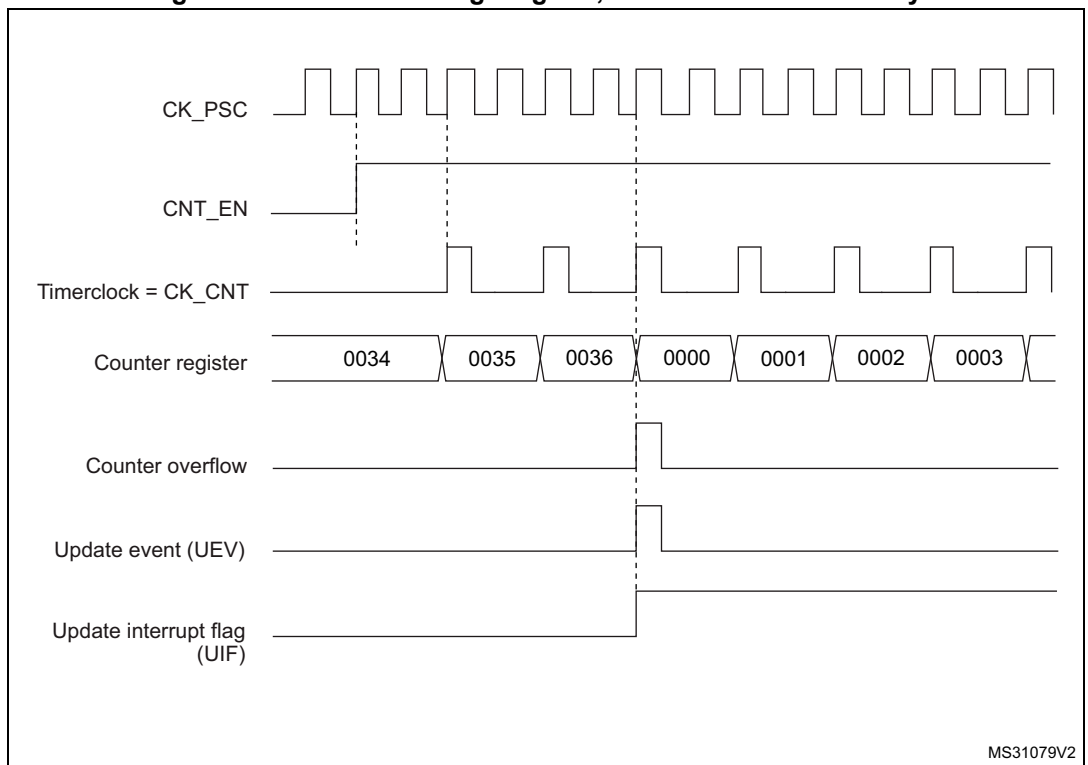 CK_PSC
CNT_EN
Timerclock = CK_CNT
Counter register
0034 0035 0036 0000 0001 0002 0003
Counter overflow
Update event (UEV)
Update interrupt flag
(UIF)
MS31079V2